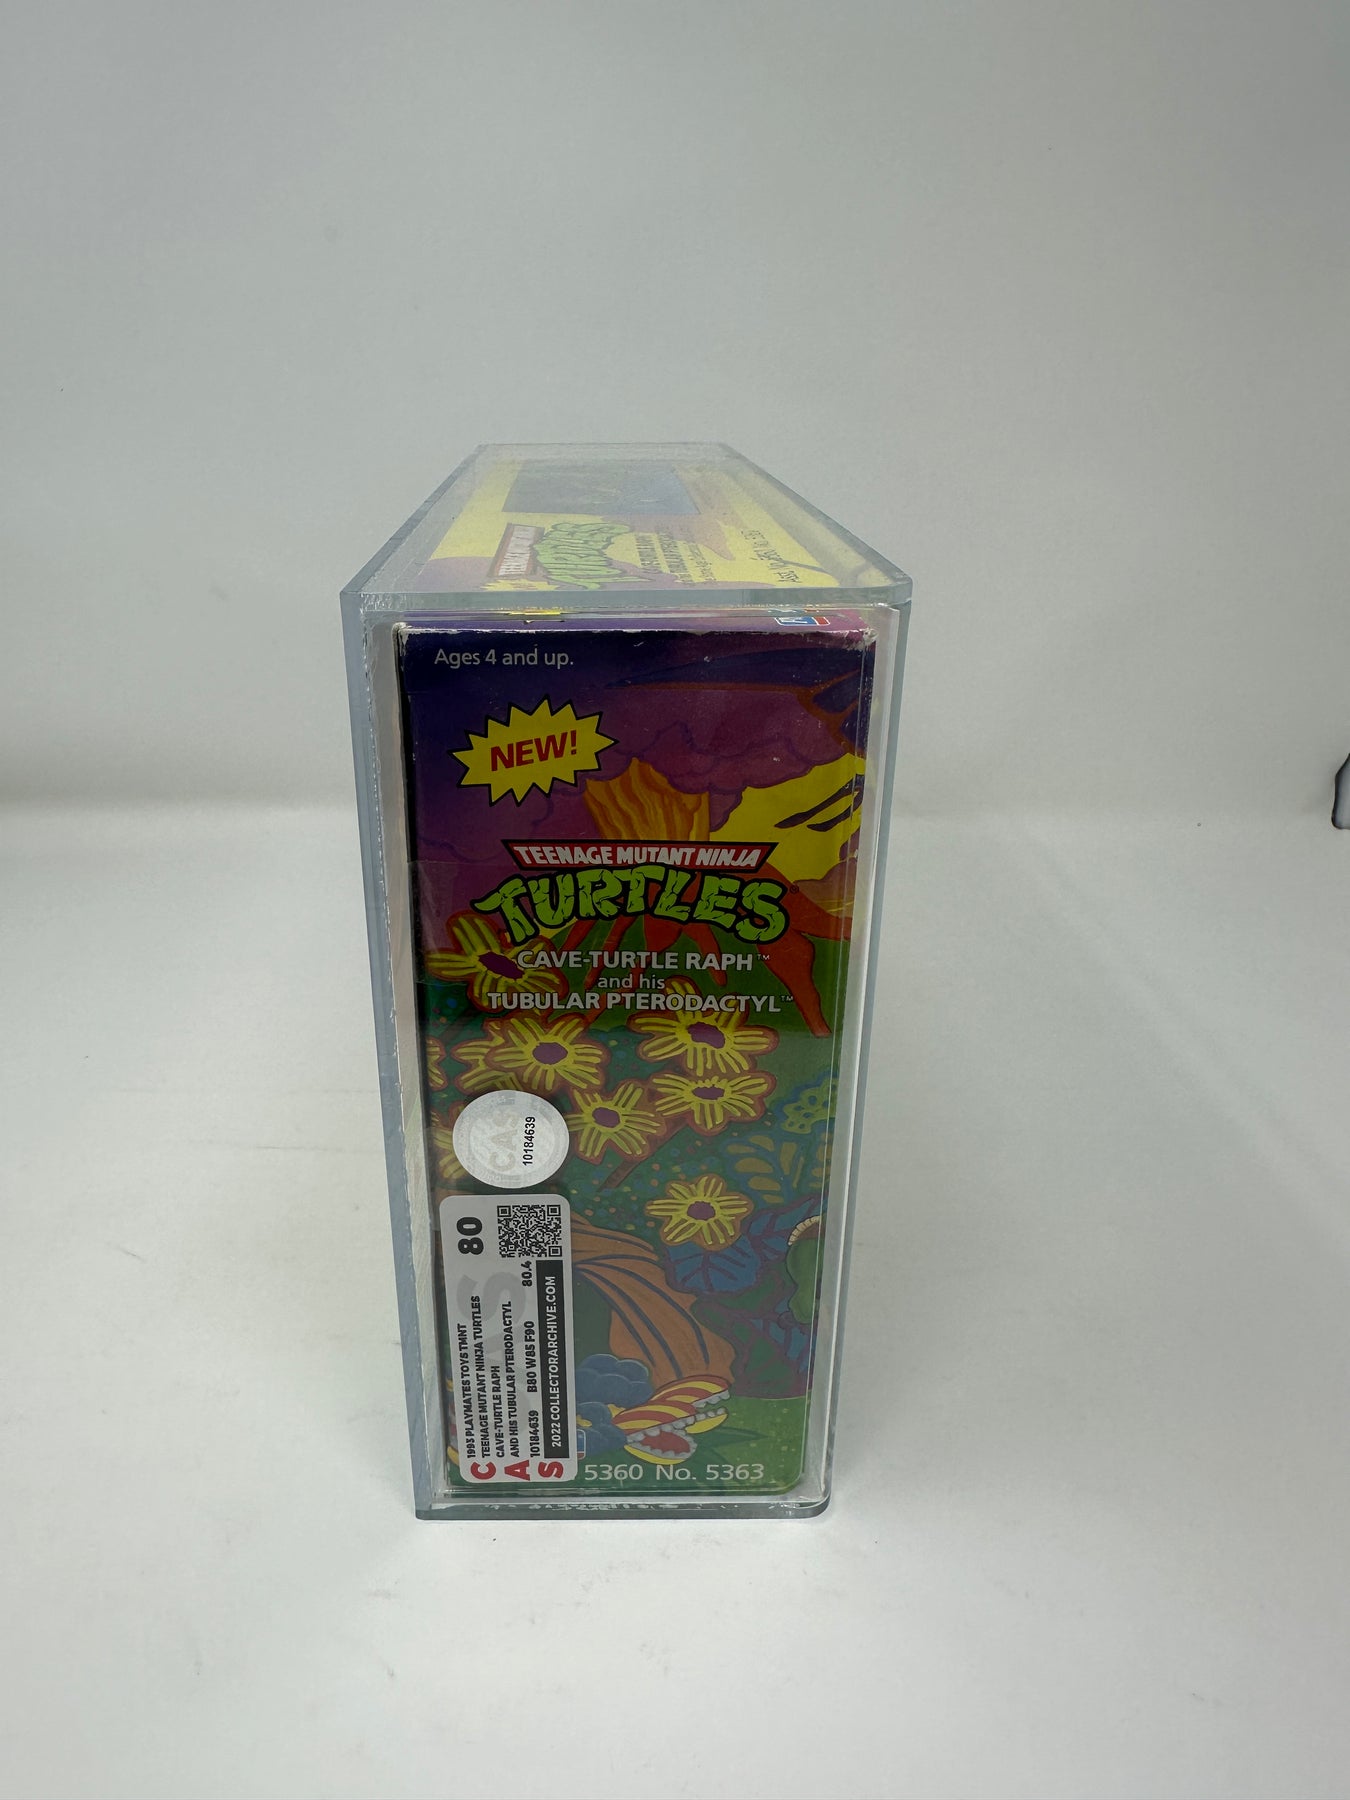 TURTLES
Ages 4 and up.
NEW!
TEENAGE MUTANT NINJA
TURTLES®
CAVE-TURTLE RAPH™
and his
TUBULAR PTERODACTYL™
CAS
10184639
80
1993 PLAYMATES TOYS TMNT
TEENAGE MUTANT NINJA TURTLES
CAVE-TURTLE RAPH
AND HIS TUBULAR PTERODACTYL
10184639 B80 W85 F90 80.4
2022 COLLECTORARCHIVE.COM
CAS
5360 No. 5363